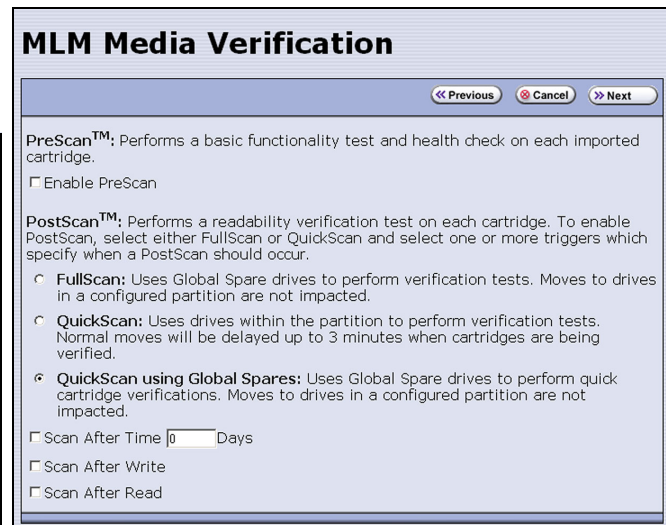 MLM Media Verification
Previous Cancel Next
PreScan™: Performs a basic functionality test and health check on each imported
cartridge.
Enable PreScan
PostScan™: Performs a readability verification test on each cartridge. To enable
PostScan, select either FullScan or QuickScan and select one or more triggers which
specify when a PostScan should occur.
FullScan: Uses Global Spare drives to perform verification tests. Moves to drives
in a configured partition are not impacted.
QuickScan: Uses drives within the partition to perform verification tests.
Normal moves will be delayed up to 3 minutes when cartridges are being
verified.
QuickScan using Global Spares: Uses Global Spare drives to perform quick
cartridge verifications. Moves to drives in a configured partition are not
impacted.
Scan After Time 0 Days
Scan After Write
Scan After Read